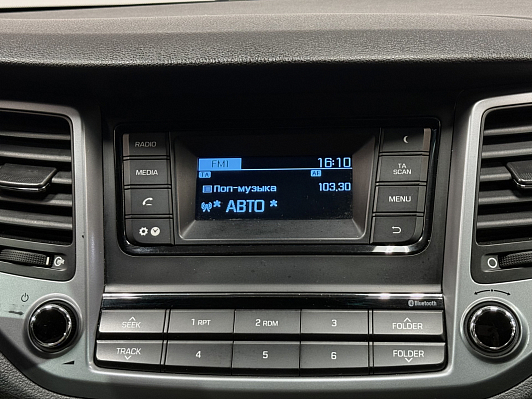 RADIO
MEDIA
FM1 16:10
TA AF
Поп-музыка 103,30
* АВТО *
TA
SCAN
MENU
Bluetooth
SEEK 1 RPT 2 RDM 3 FOLDER
TRACK 4 5 6 FOLDER